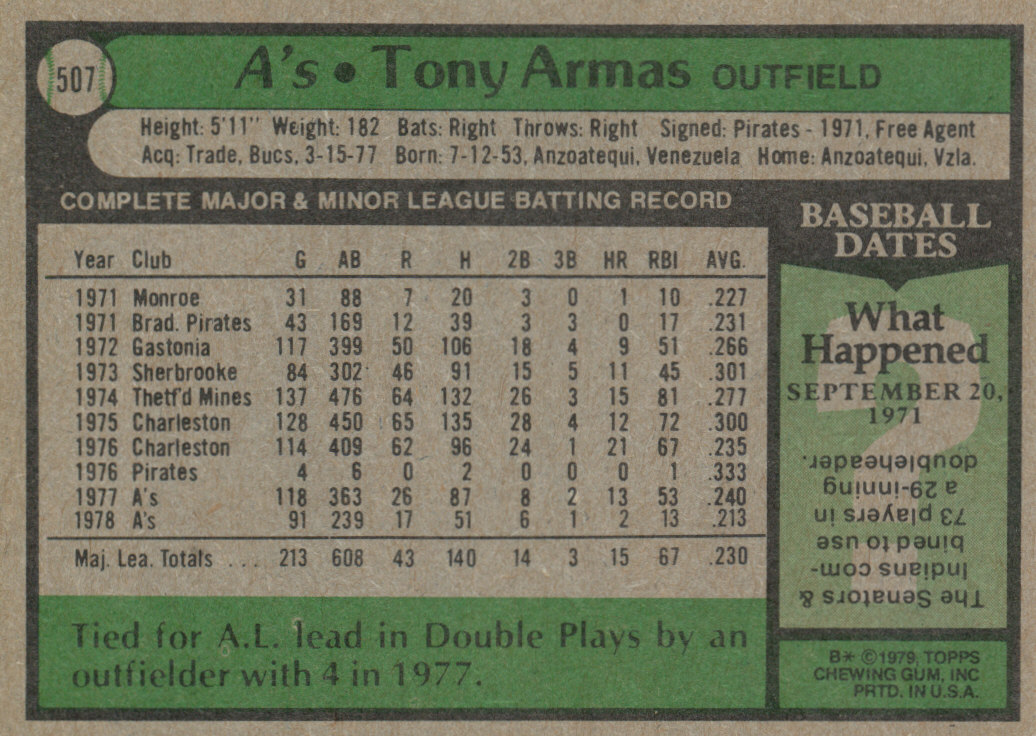 507
A's • Tony Armas OUTFIELD
Height: 5'11" Weight: 182 Bats: Right Throws: Right Signed: Pirates - 1971, Free Agent
Acq: Trade, Bucs, 3-15-77 Born: 7-12-53, Anzoatequi, Venezuela Home: Anzoatequi, Vzla.
COMPLETE MAJOR & MINOR LEAGUE BATTING RECORD
Year Club G AB R H 2B 3B HR RBI AVG.
1971 Monroe 31 88 7 20 3 0 1 10 .227
1971 Brad. Pirates 43 169 12 39 3 3 0 17 .231
1972 Gastonia 117 399 50 106 18 4 9 51 .266
1973 Sherbrooke 84 302 46 91 15 5 11 45 .301
1974 Thetf'd Mines 137 476 64 132 26 3 15 81 .277
1975 Charleston 128 450 65 135 28 4 12 72 .300
1976 Charleston 114 409 62 96 24 1 21 67 .235
1976 Pirates 4 6 0 2 0 0 0 1 .333
1977 A's 118 363 26 87 8 2 13 53 .240
1978 A's 91 239 17 51 6 1 2 13 .213
Maj. Lea. Totals ... 213 608 43 140 14 3 15 67 .230
Tied for A.L. lead in Double Plays by an
outfielder with 4 in 1977.
BASEBALL
DATES
What
Happened
SEPTEMBER 20,
1971
The Senators &
Indians com-
bined to use
73 players in
a 29-inning
doubleheader.
B* ©1979, TOPPS
CHEWING GUM, INC
PRTD. IN U.S.A.